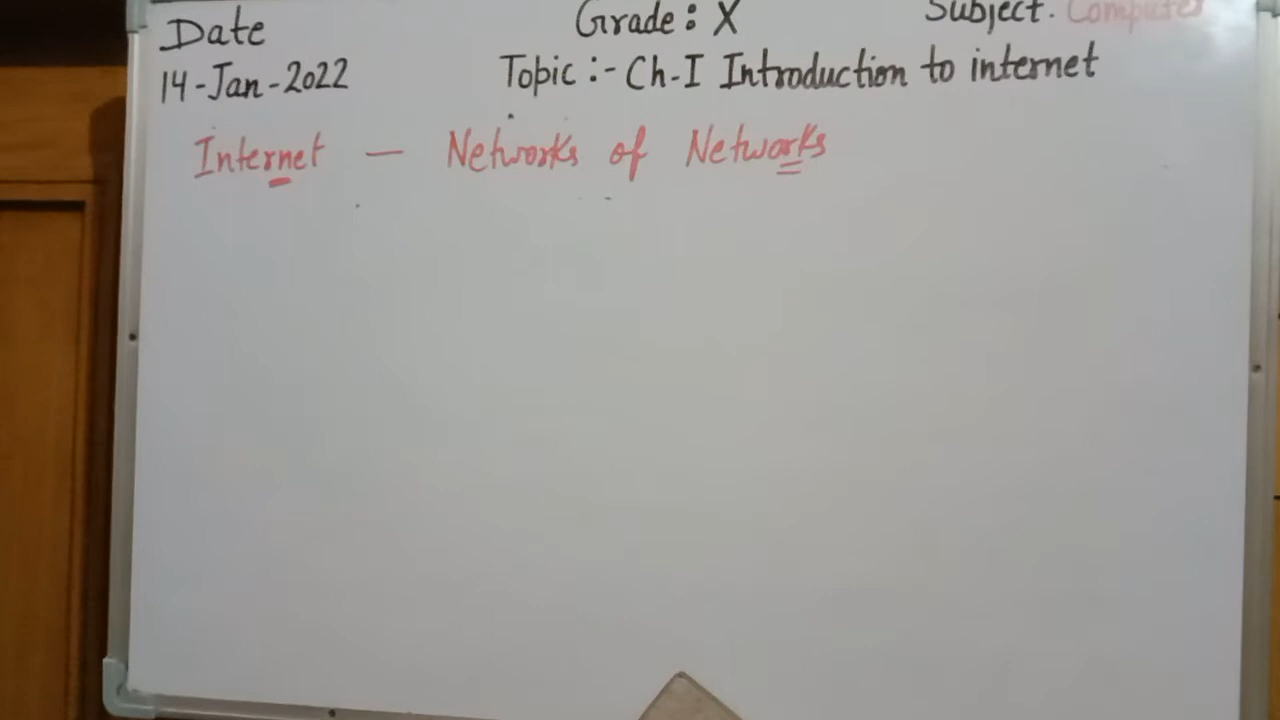 Date Grade : X Subject. Computer
14-Jan-2022 Topic :- Ch-I Introduction to internet
Internet — Networks of Networks